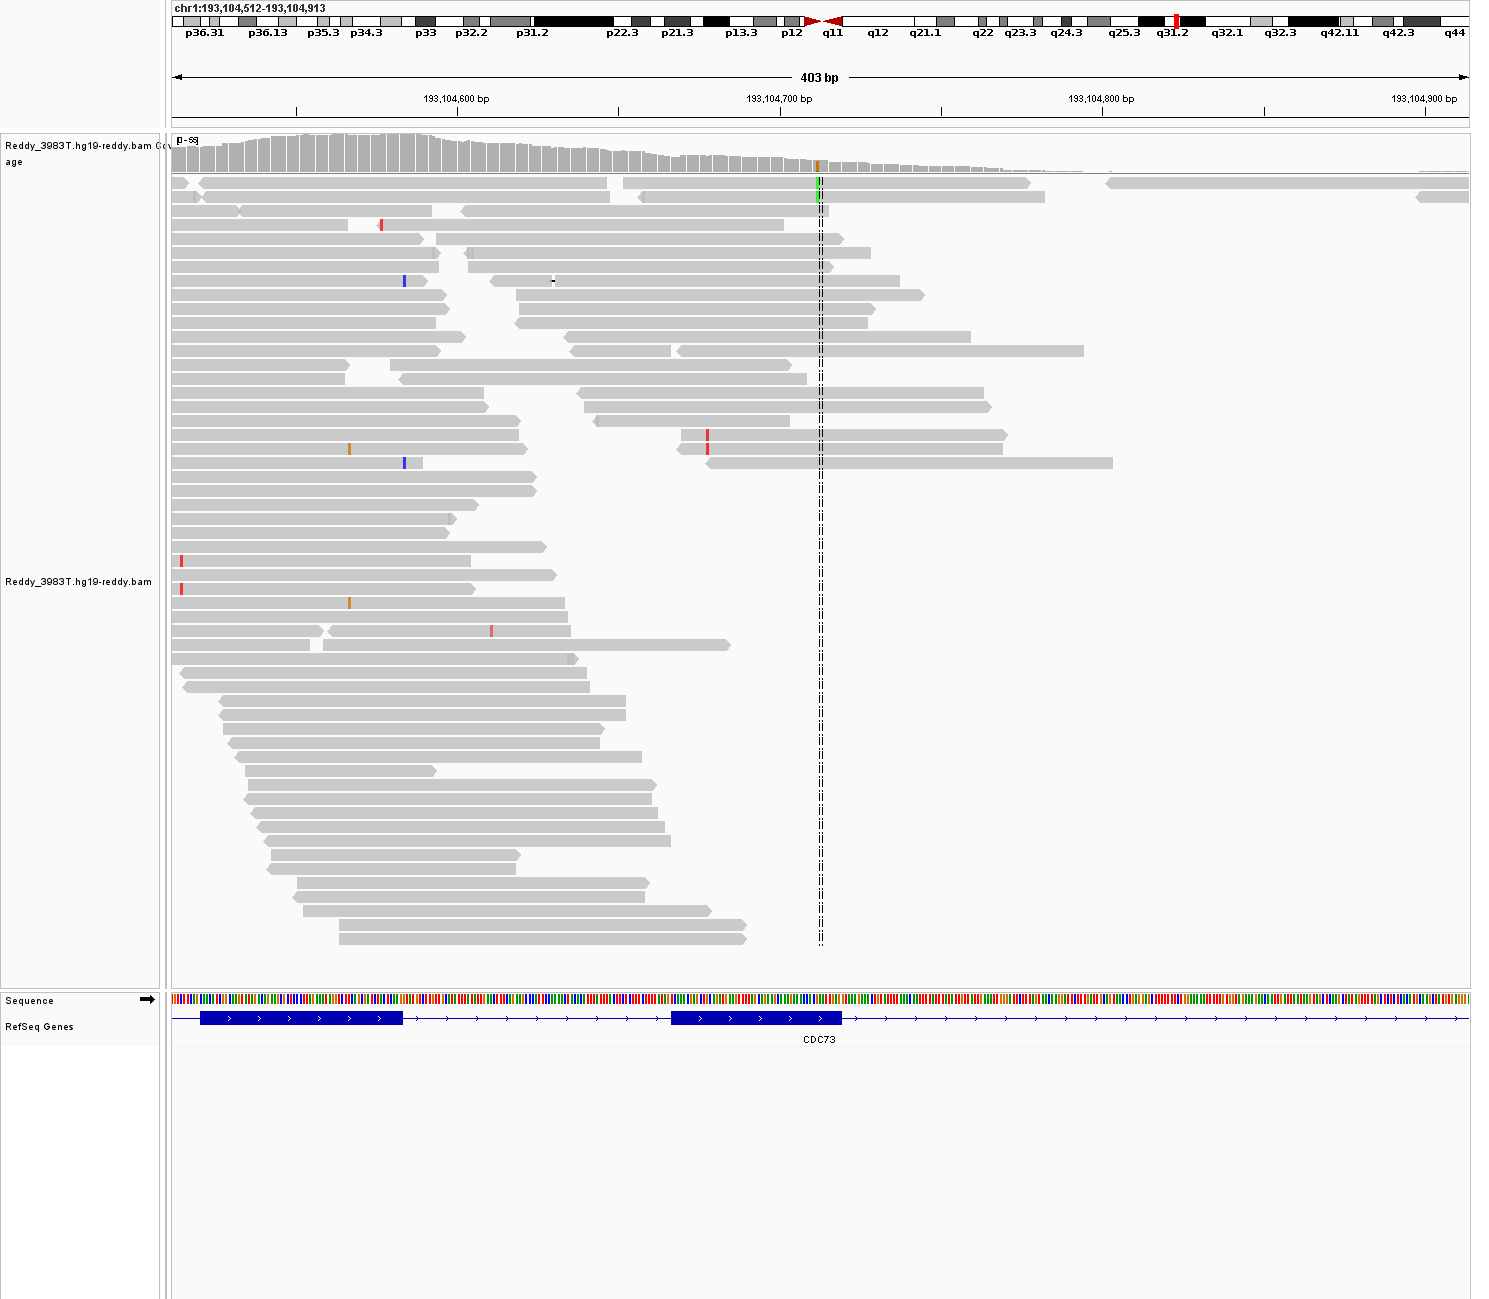 chr1:193,104,512-193,104,913
p36.31 p36.13 p35.3 p34.3 p33 p32.2 p31.2 p22.3 p21.3 p13.3 p12 q11 q12 q21.1 q22 q23.3 q24.3 q25.3 q31.2 q32.1 q32.3 q42.11 q42.3 q44
403 bp
193,104,600 bp 193,104,700 bp 193,104,800 bp 193,104,900 bp
Reddy_3983T.hg19-reddy.bam Cov
age
Reddy_3983T.hg19-reddy.bam
Sequence
RefSeq Genes
CDC73